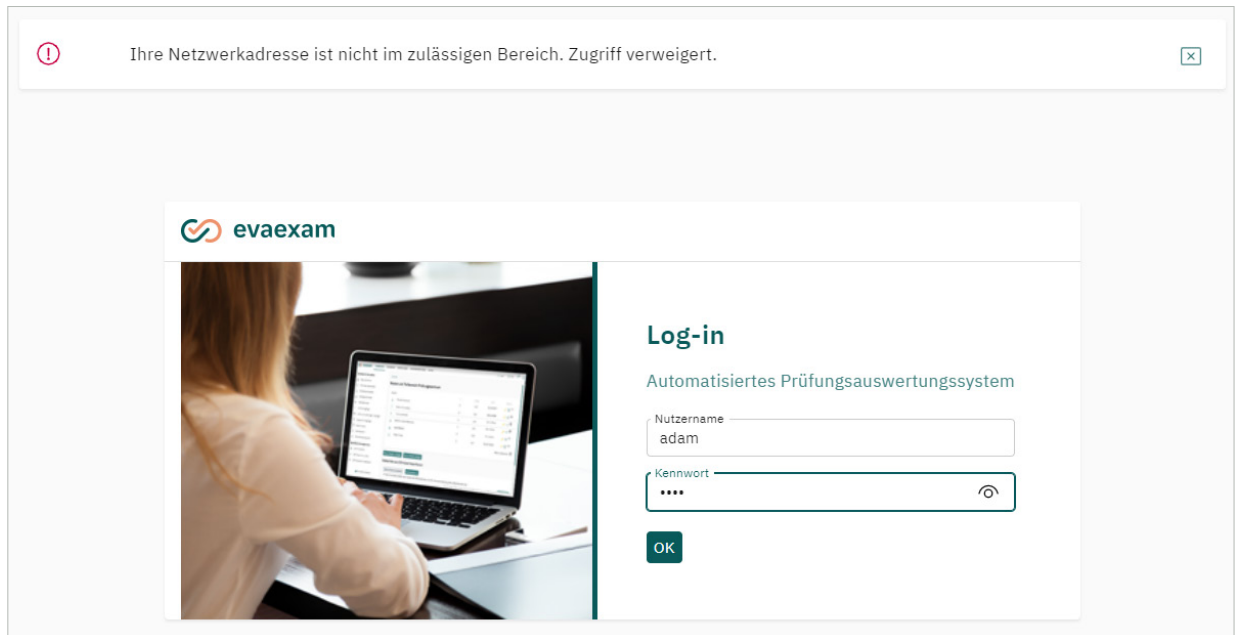 Ihre Netzwerkadresse ist nicht im zulässigen Bereich. Zugriff verweigert.
evaexam
Log-in
Automatisiertes Prüfungsauswertungssystem
Nutzername
adam
Kennwort
••••
OK